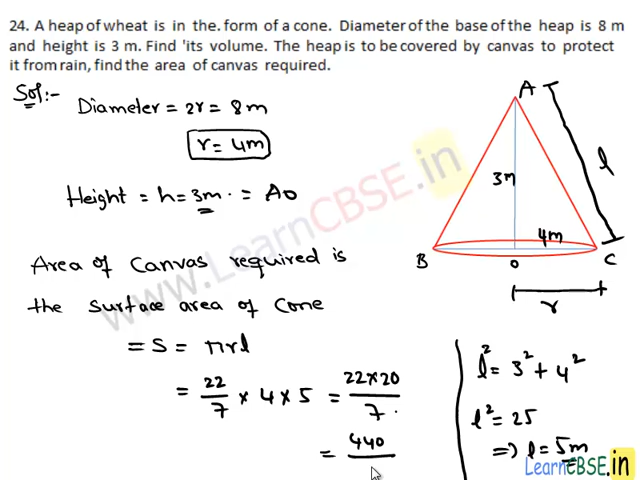 24. A heap of wheat is in the. form of a cone. Diameter of the base of the heap is 8 m
and height is 3 m. Find 'its volume. The heap is to be covered by canvas to protect
it from rain, find the area of canvas required.
Sol:-
Diameter = 2r = 8m
r = 4m
Height = h = 3m. = AO
Area of Canvas required is
the surface area of Cone
= S = πrl
= 22/7 × 4 × 5 = 22×20/7.
= 440
A
l
3m
4m
B
O
C
r
l² = 3² + 4²
l² = 25
=> l = 5m
www.LearnCBSE.in
LearnCBSE.in